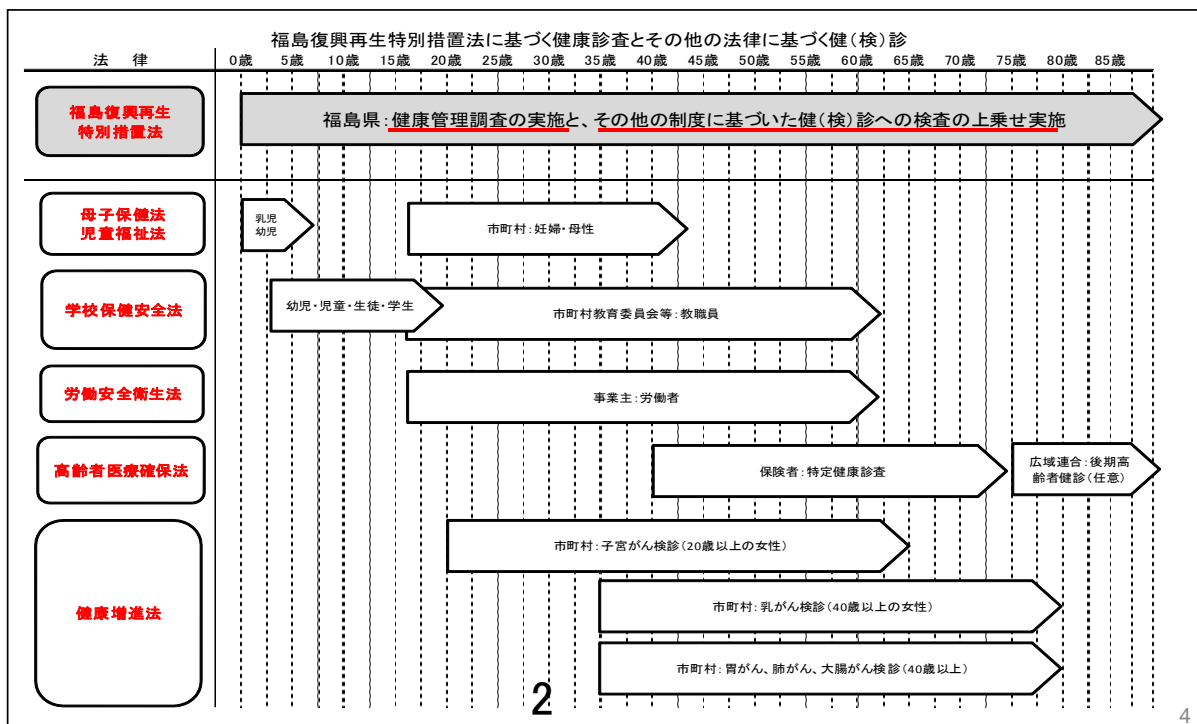 福島復興再生特別措置法に基づく健康診査とその他の法律に基づく健(検)診
法　律
0歳 5歳 10歳 15歳 20歳 25歳 30歳 35歳 40歳 45歳 50歳 55歳 60歳 65歳 70歳 75歳 80歳 85歳
福島復興再生
特別措置法
福島県：健康管理調査の実施と、その他の制度に基づいた健(検)診への検査の上乗せ実施
母子保健法
児童福祉法
乳児
幼児
市町村：妊婦・母性
学校保健安全法
幼児・児童・生徒・学生
市町村教育委員会等：教職員
労働安全衛生法
事業主：労働者
高齢者医療確保法
保険者：特定健康診査
広域連合：後期高
齢者健診(任意)
健康増進法
市町村：子宮がん検診(20歳以上の女性)
市町村：乳がん検診(40歳以上の女性)
市町村：胃がん、肺がん、大腸がん検診(40歳以上)
2
4